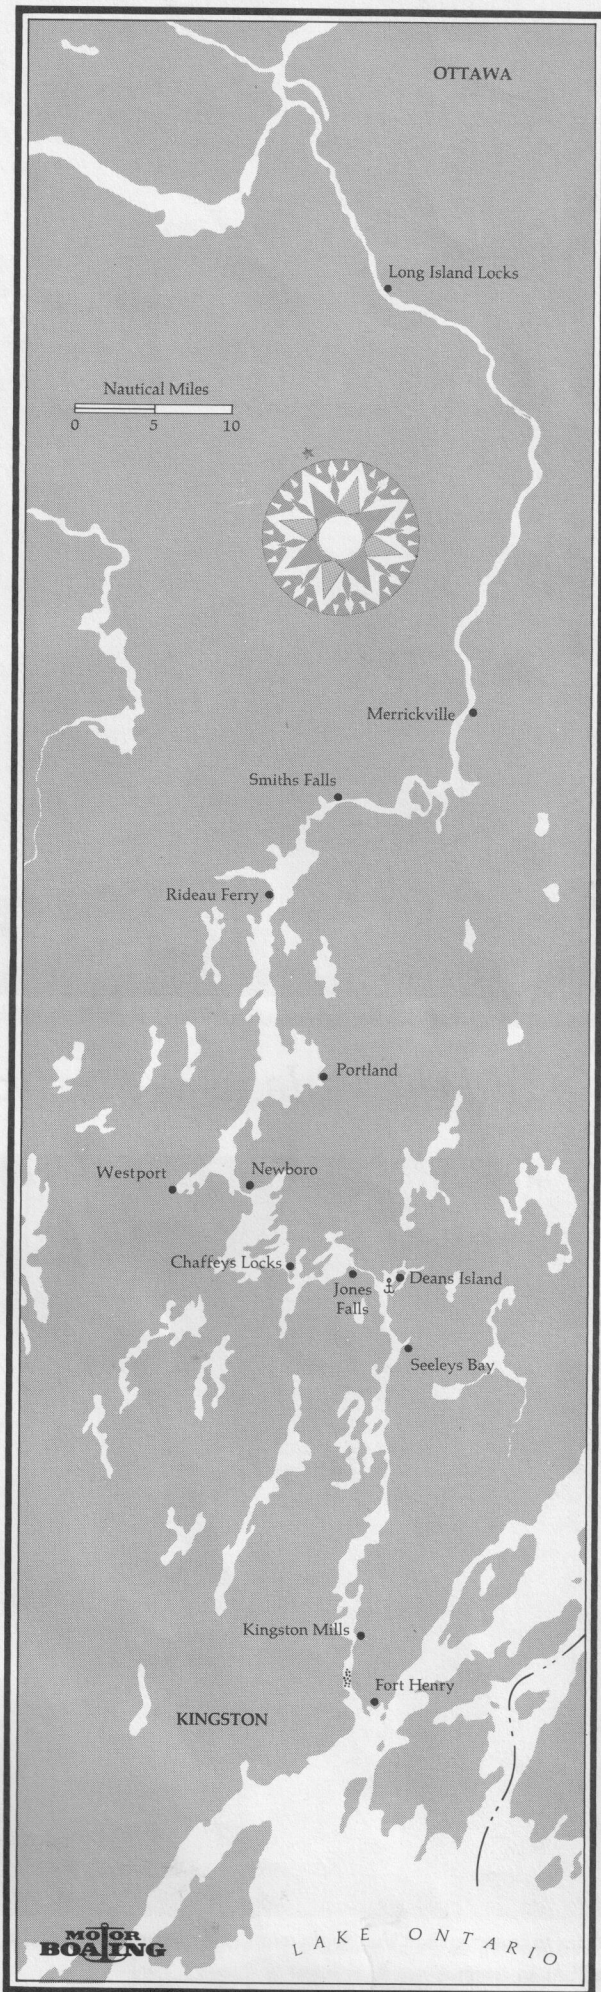 OTTAWA
Long Island Locks
Nautical Miles
0 5 10
Merrickville
Smiths Falls
Rideau Ferry
Portland
Westport
Newboro
Chaffeys Locks
Deans Island
Jones
Falls
Seeleys Bay
Kingston Mills
Fort Henry
KINGSTON
MOTOR
BOATING
LAKE ONTARIO